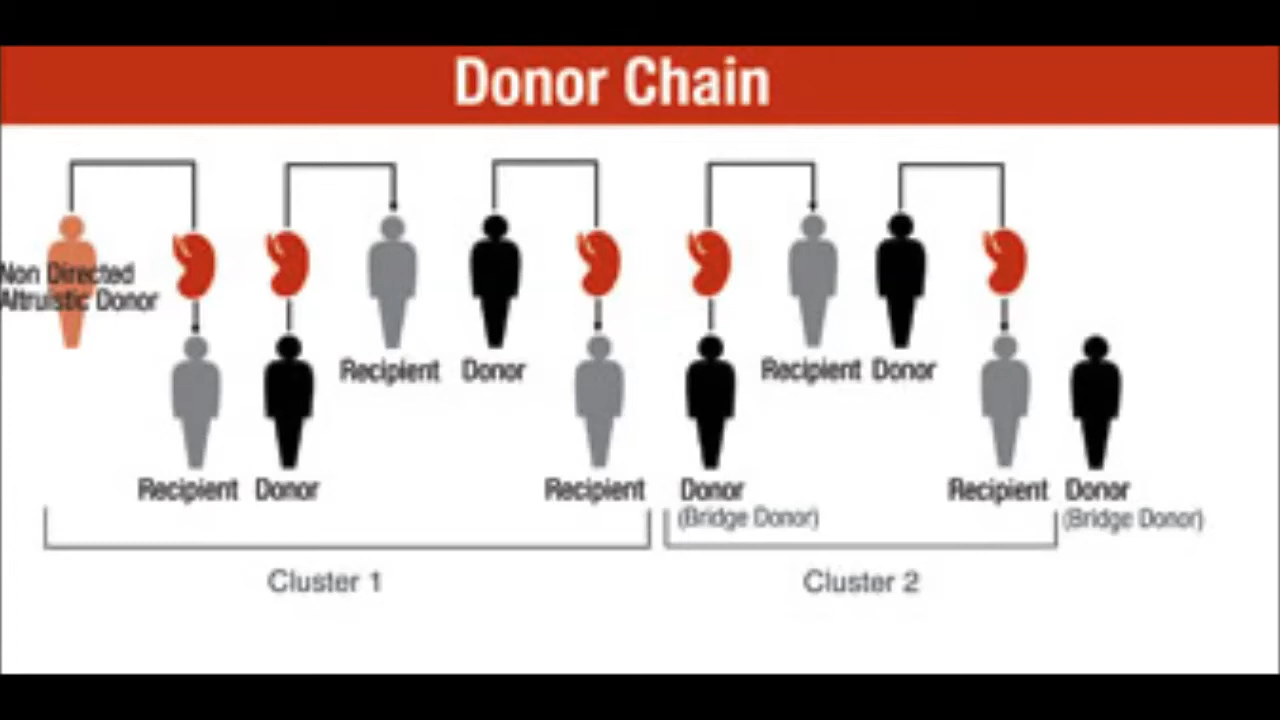 Donor Chain
Non Directed
Altruistic Donor
Recipient Donor
Recipient Donor
Recipient Donor
Recipient
Donor
(Bridge Donor)
Recipient Donor
(Bridge Donor)
Cluster 1
Cluster 2